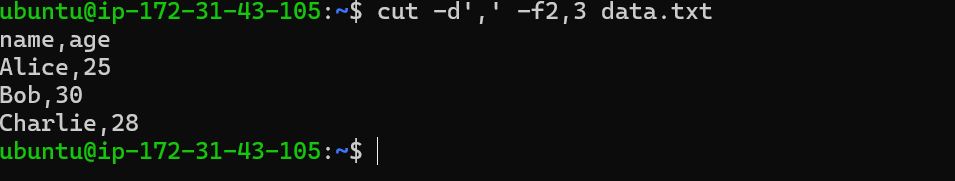 ubuntu@ip-172-31-43-105:~$ cut -d',' -f2,3 data.txt
name,age
Alice,25
Bob,30
Charlie,28
ubuntu@ip-172-31-43-105:~$